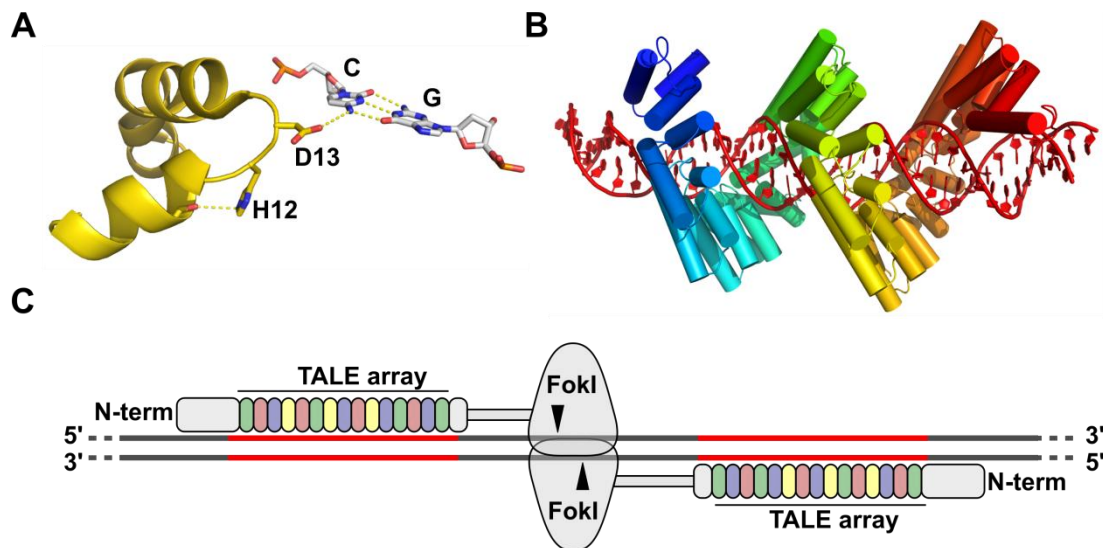 A
B
C
G
D13
H12
C
TALE array
FokI
N-term
5' 3'
3' 5'
FokI
N-term
TALE array